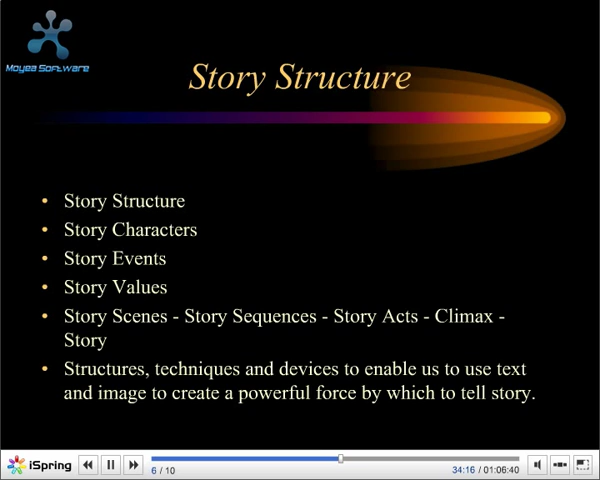 Moyea Software
Story Structure
• Story Structure
• Story Characters
• Story Events
• Story Values
• Story Scenes - Story Sequences - Story Acts - Climax -
Story
• Structures, techniques and devices to enable us to use text
and image to create a powerful force by which to tell story.
iSpring
6 / 10
34:16 / 01:06:40